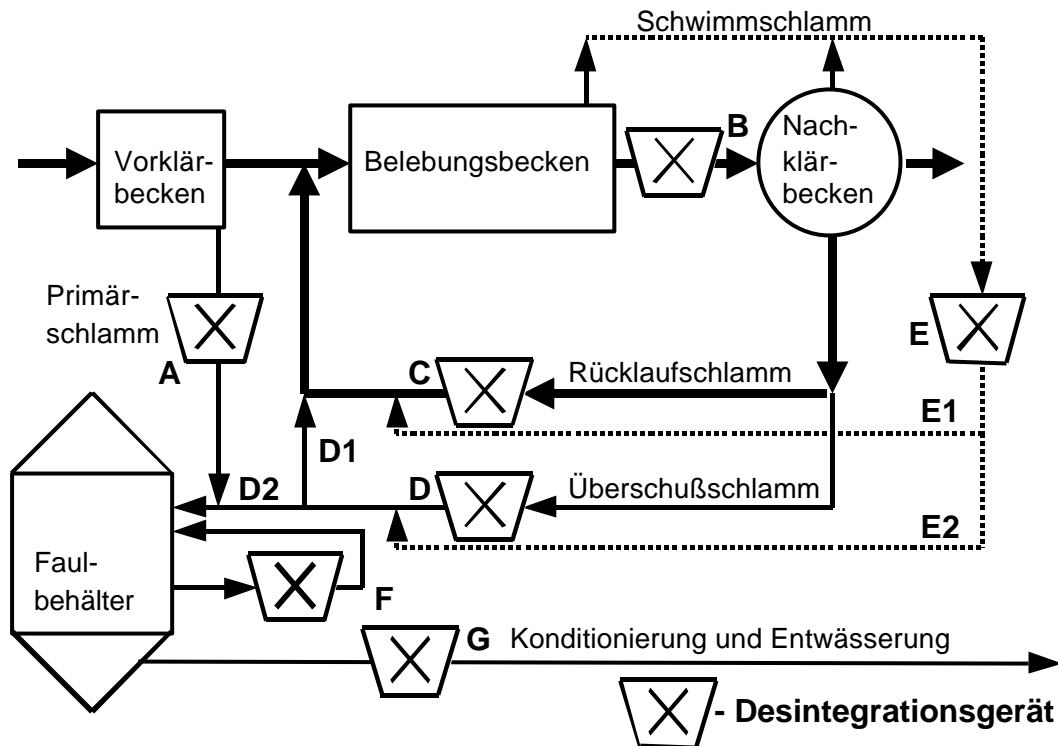 Schwimmschlamm
B
Vorklär-
becken
Belebungsbecken
Nach-
klär-
becken
Primär-
schlamm
A
E
C
Rücklaufschlamm
E1
D1
D2
D
Überschußschlamm
E2
Faul-
behälter
F
G
Konditionierung und Entwässerung
- Desintegrationsgerät